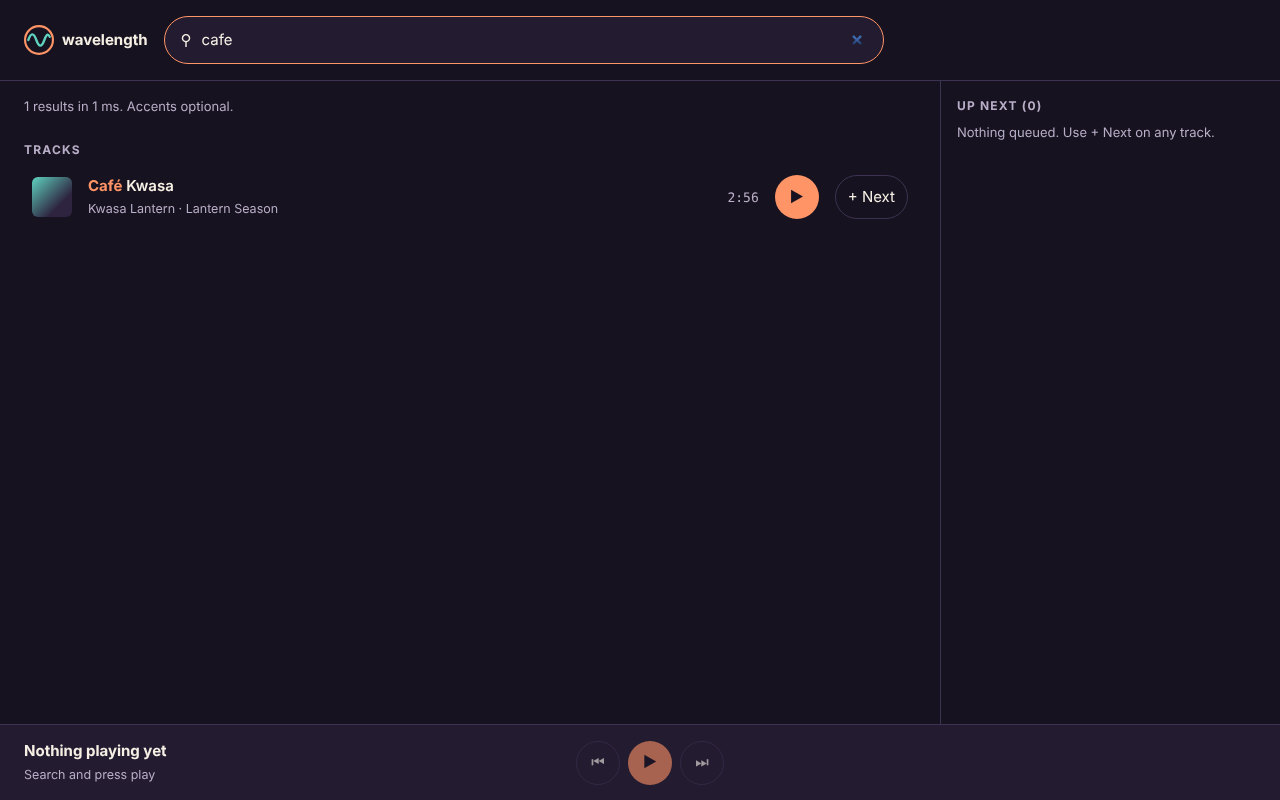 wavelength
cafe
1 results in 1 ms. Accents optional.
TRACKS
Café Kwasa
Kwasa Lantern · Lantern Season
2:56
+ Next
UP NEXT (0)
Nothing queued. Use + Next on any track.
Nothing playing yet
Search and press play